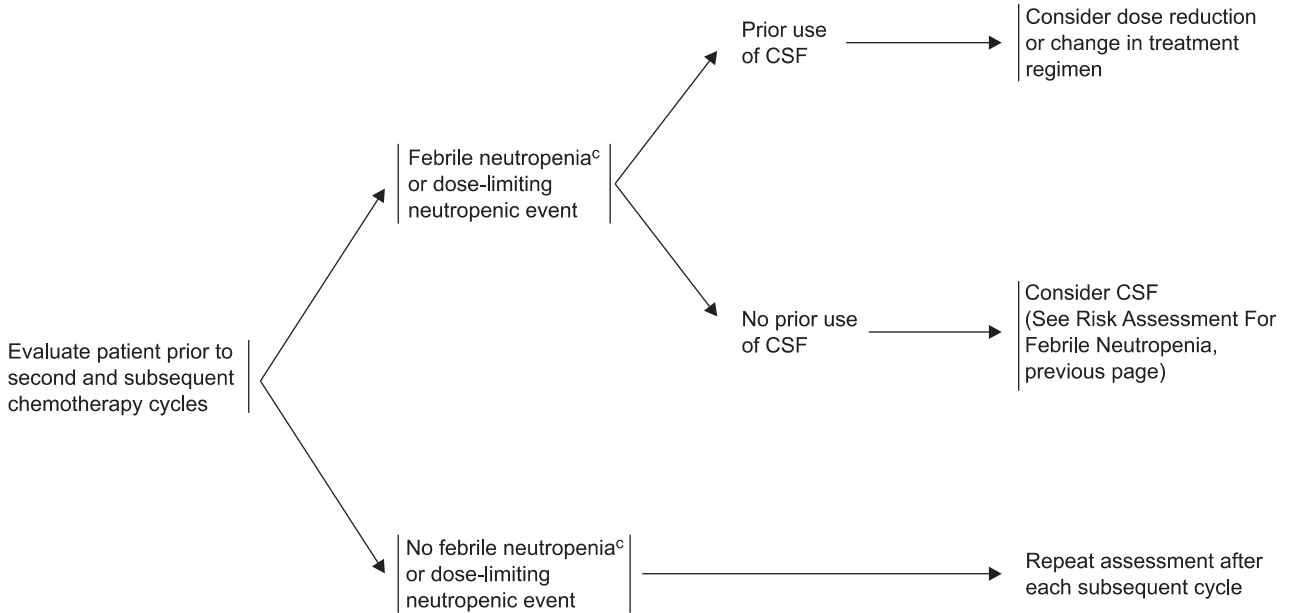 Evaluate patient prior to
second and subsequent
chemotherapy cycles
Febrile neutropeniaᶜ
or dose-limiting
neutropenic event
Prior use
of CSF
Consider dose reduction
or change in treatment
regimen
No prior use
of CSF
Consider CSF
(See Risk Assessment For
Febrile Neutropenia,
previous page)
No febrile neutropeniaᶜ
or dose-limiting
neutropenic event
Repeat assessment after
each subsequent cycle